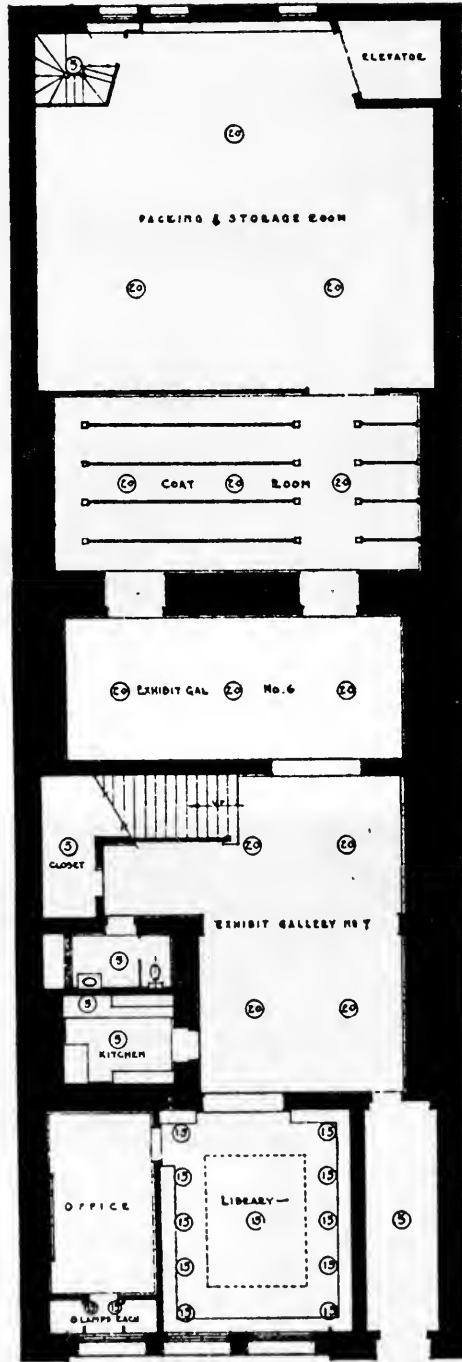 5
ELEVATOR
20
PACKING & STORAGE ROOM
20 20
20 COAT 20 ROOM 20
20 EXHIBIT GAL 20 No. 6 20
UP
5
CLOSET
20 20
EXHIBIT GALLERY No 7
5
5
20 20
5
KITCHEN
15 15
15 15
OFFICE
LIBRARY
15 15 15
5
15 15
15
8 LAMPS EACH
15 15